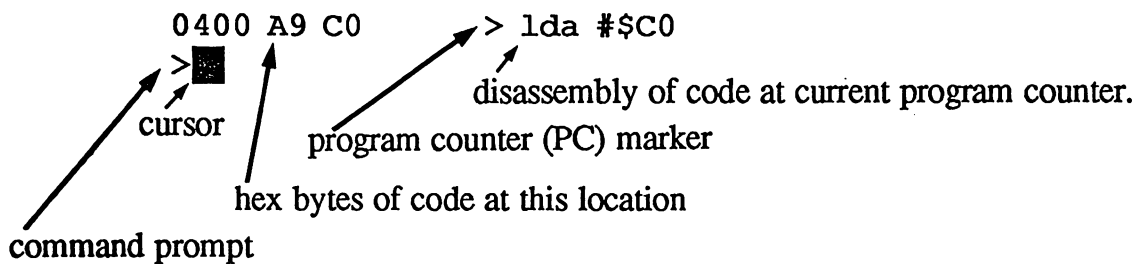 0400 A9 C0 > lda #$C0
>
disassembly of code at current program counter.
cursor
program counter (PC) marker
hex bytes of code at this location
command prompt